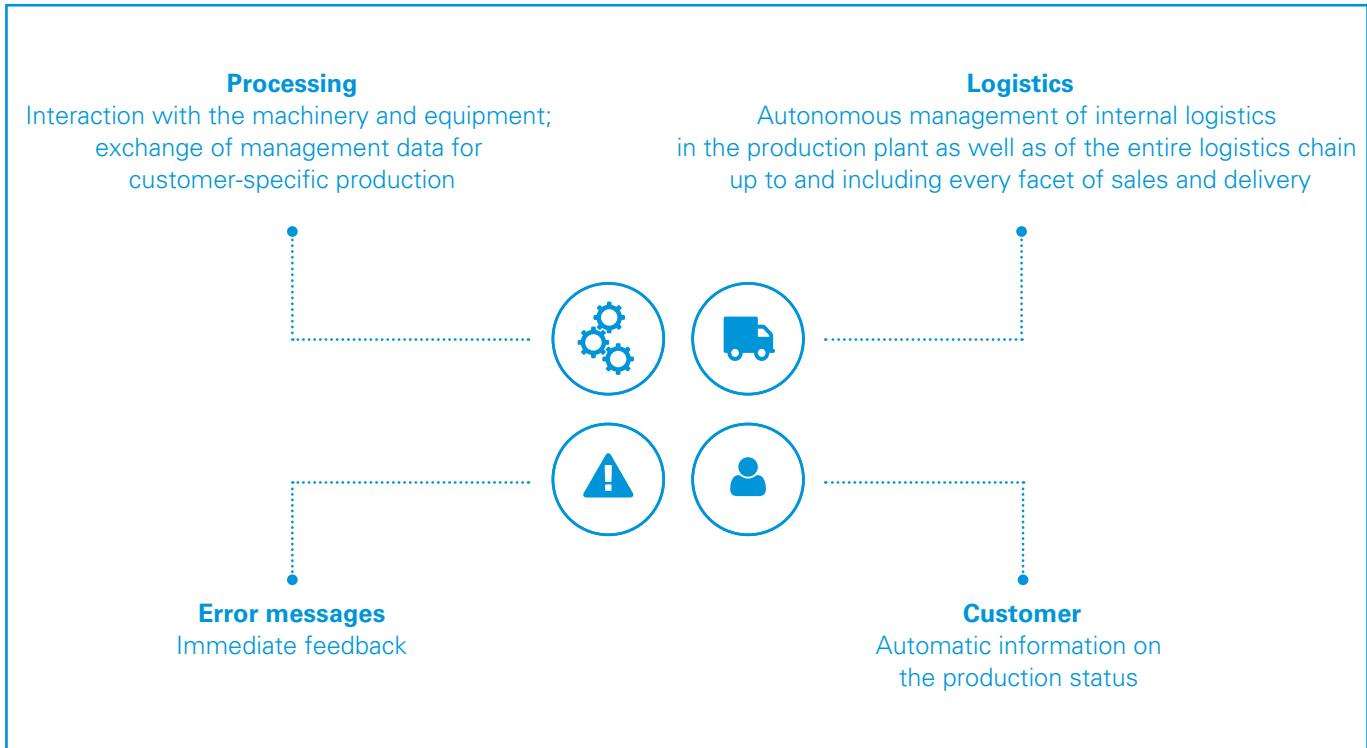 Processing
Interaction with the machinery and equipment;
exchange of management data for
customer-specific production
Logistics
Autonomous management of internal logistics
in the production plant as well as of the entire logistics chain
up to and including every facet of sales and delivery
Error messages
Immediate feedback
Customer
Automatic information on
the production status